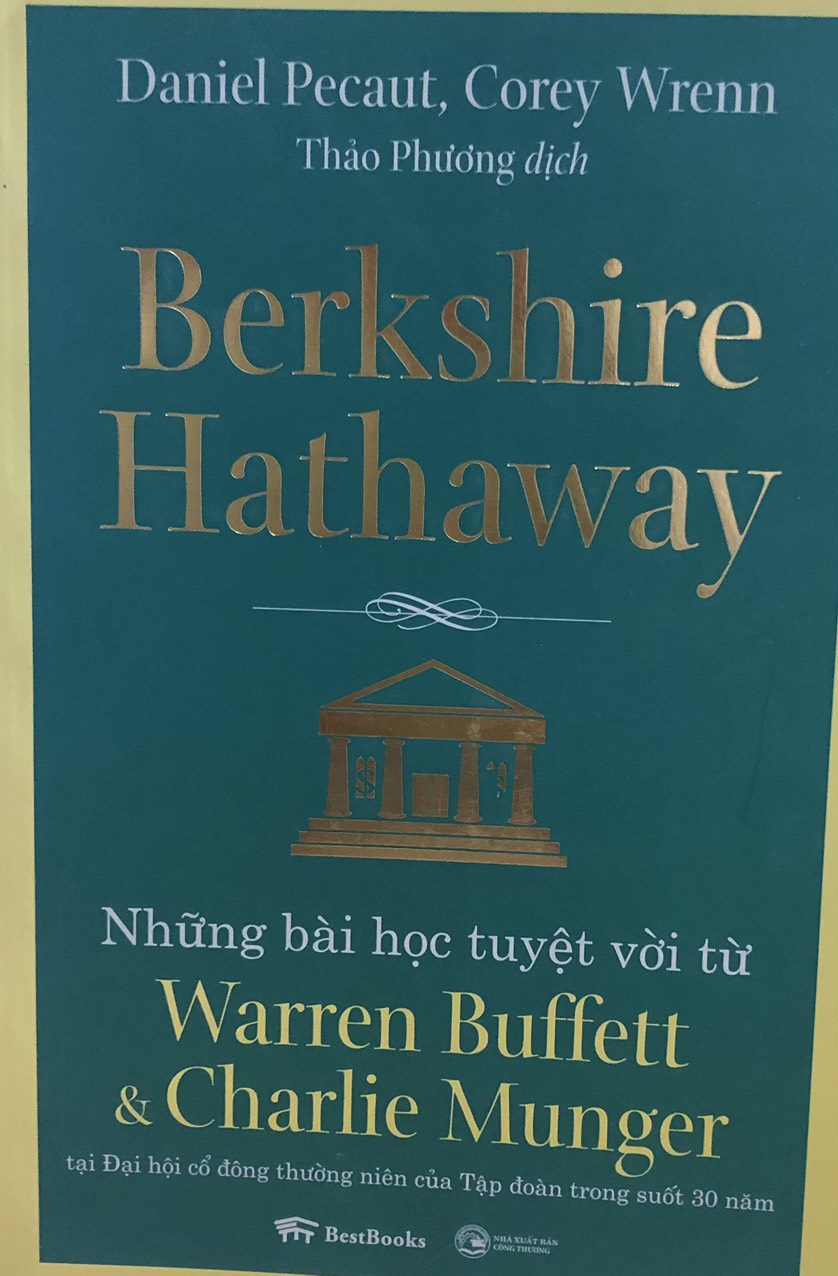 Daniel Pecaut, Corey Wrenn
Thảo Phương dịch
Berkshire
Hathaway
Những bài học tuyệt vời từ
Warren Buffett
& Charlie Munger
tại Đại hội cổ đông thường niên của Tập đoàn trong suốt 30 năm
BestBooks
NHÀ XUẤT BẢN
CÔNG THƯƠNG